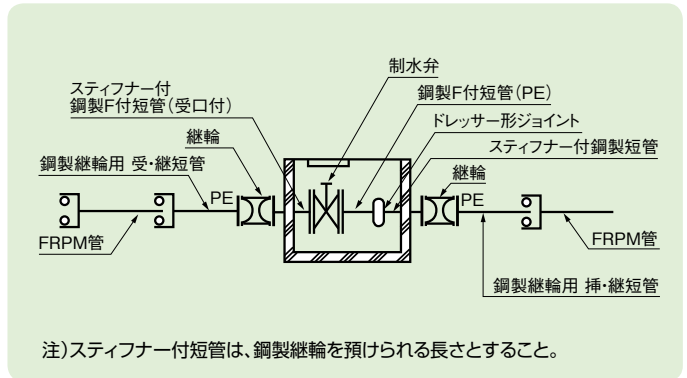 制水弁
スティフナー付
鋼製F付短管(受口付)
鋼製F付短管(PE)
ドレッサー形ジョイント
継輪
スティフナー付鋼製短管
鋼製継輪用 受・継短管
継輪
PE
PE
FRPM管
FRPM管
鋼製継輪用 挿・継短管
注)スティフナー付短管は、鋼製継輪を預けられる長さとすること。